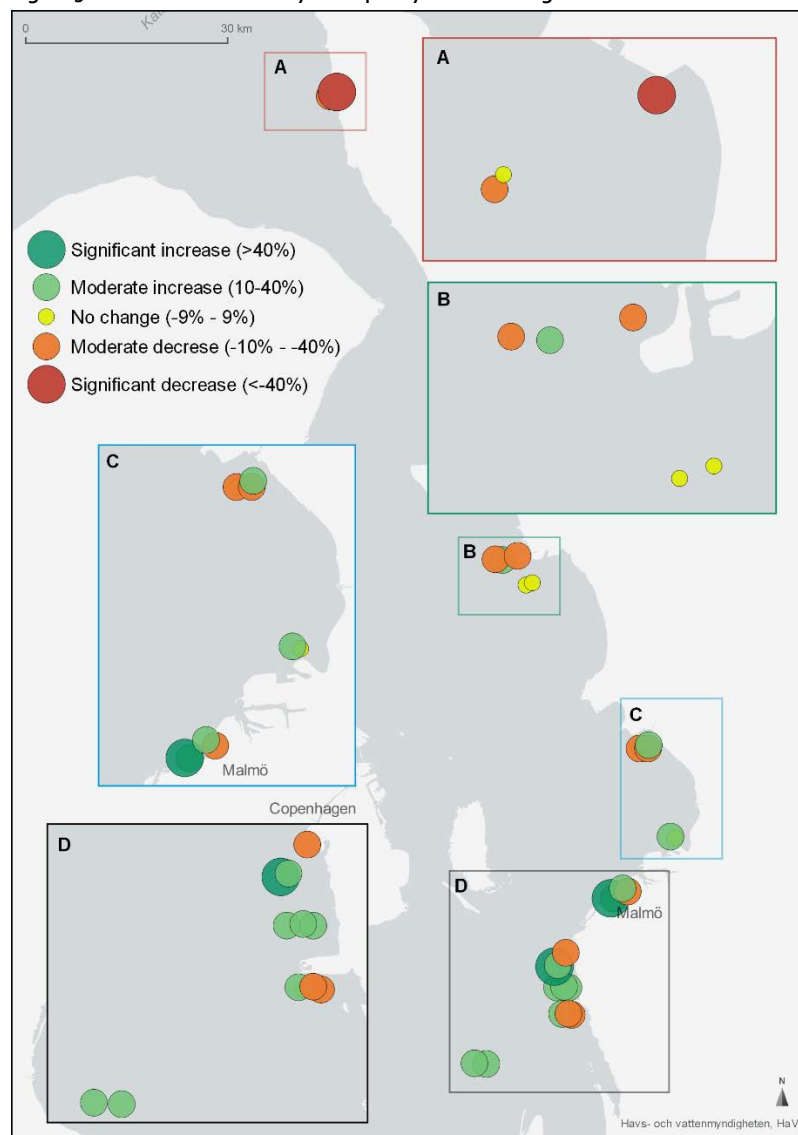 30 km
A
A
Significant increase (>40%)
Moderate increase (10-40%)
No change (-9% - 9%)
Moderate decrese (-10% - -40%)
Significant decrease (<-40%)
B
C
B
C
Malmö
Copenhagen
D
D
Malmö
N
Havs- och vattenmyndigheten, HaV